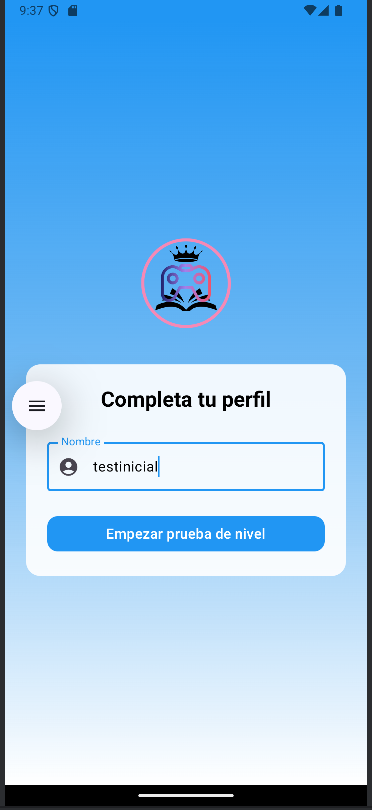 9:37
Completa tu perfil
Nombre
testinicial
Empezar prueba de nivel